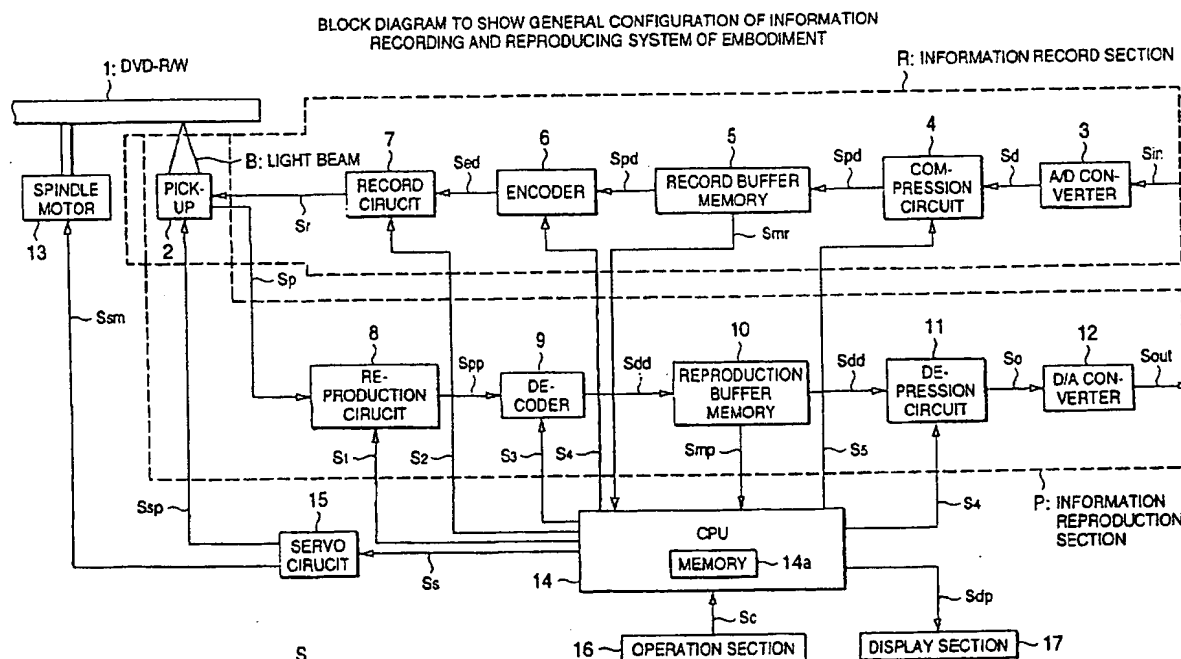 BLOCK DIAGRAM TO SHOW GENERAL CONFIGURATION OF INFORMATION
RECORDING AND REPRODUCING SYSTEM OF EMBODIMENT
1: DVD-R/W
R: INFORMATION RECORD SECTION
B: LIGHT BEAM
SPINDLE
MOTOR
13
PICK-
UP
2
Sr
7
RECORD
CIRUCIT
Sed
6
ENCODER
Spd
5
RECORD BUFFER
MEMORY
Spd
4
COM-
PRESSION
CIRCUIT
Sd
3
A/D CON-
VERTER
Sin
Smr
Sp
Ssm
8
RE-
PRODUCTION
CIRUCIT
Spp
9
DE-
CODER
Sdd
10
REPRODUCTION
BUFFER
MEMORY
Sdd
11
DE-
PRESSION
CIRCUIT
So
12
D/A CON-
VERTER
Sout
S1
S2
S3
S4
Smp
S5
S4
P: INFORMATION
REPRODUCTION
SECTION
Ssp
15
SERVO
CIRUCIT
Ss
14
CPU
MEMORY
14a
Sc
Sdp
16
OPERATION SECTION
DISPLAY SECTION
17
S